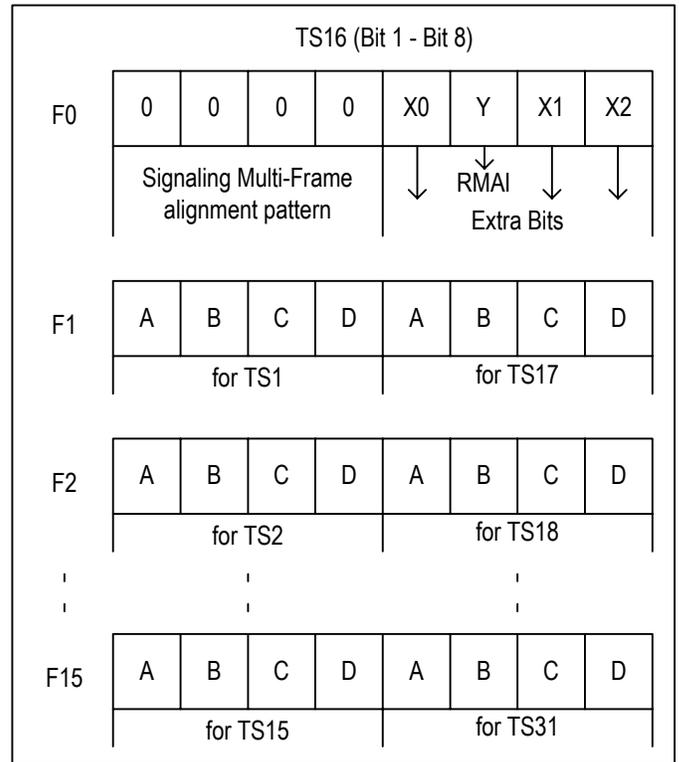 TS16 (Bit 1 - Bit 8)
F0 0 0 0 0 X0 Y X1 X2
Signaling Multi-Frame
alignment pattern
RMAI
Extra Bits
F1 A B C D A B C D
for TS1 for TS17
F2 A B C D A B C D
for TS2 for TS18
F15 A B C D A B C D
for TS15 for TS31